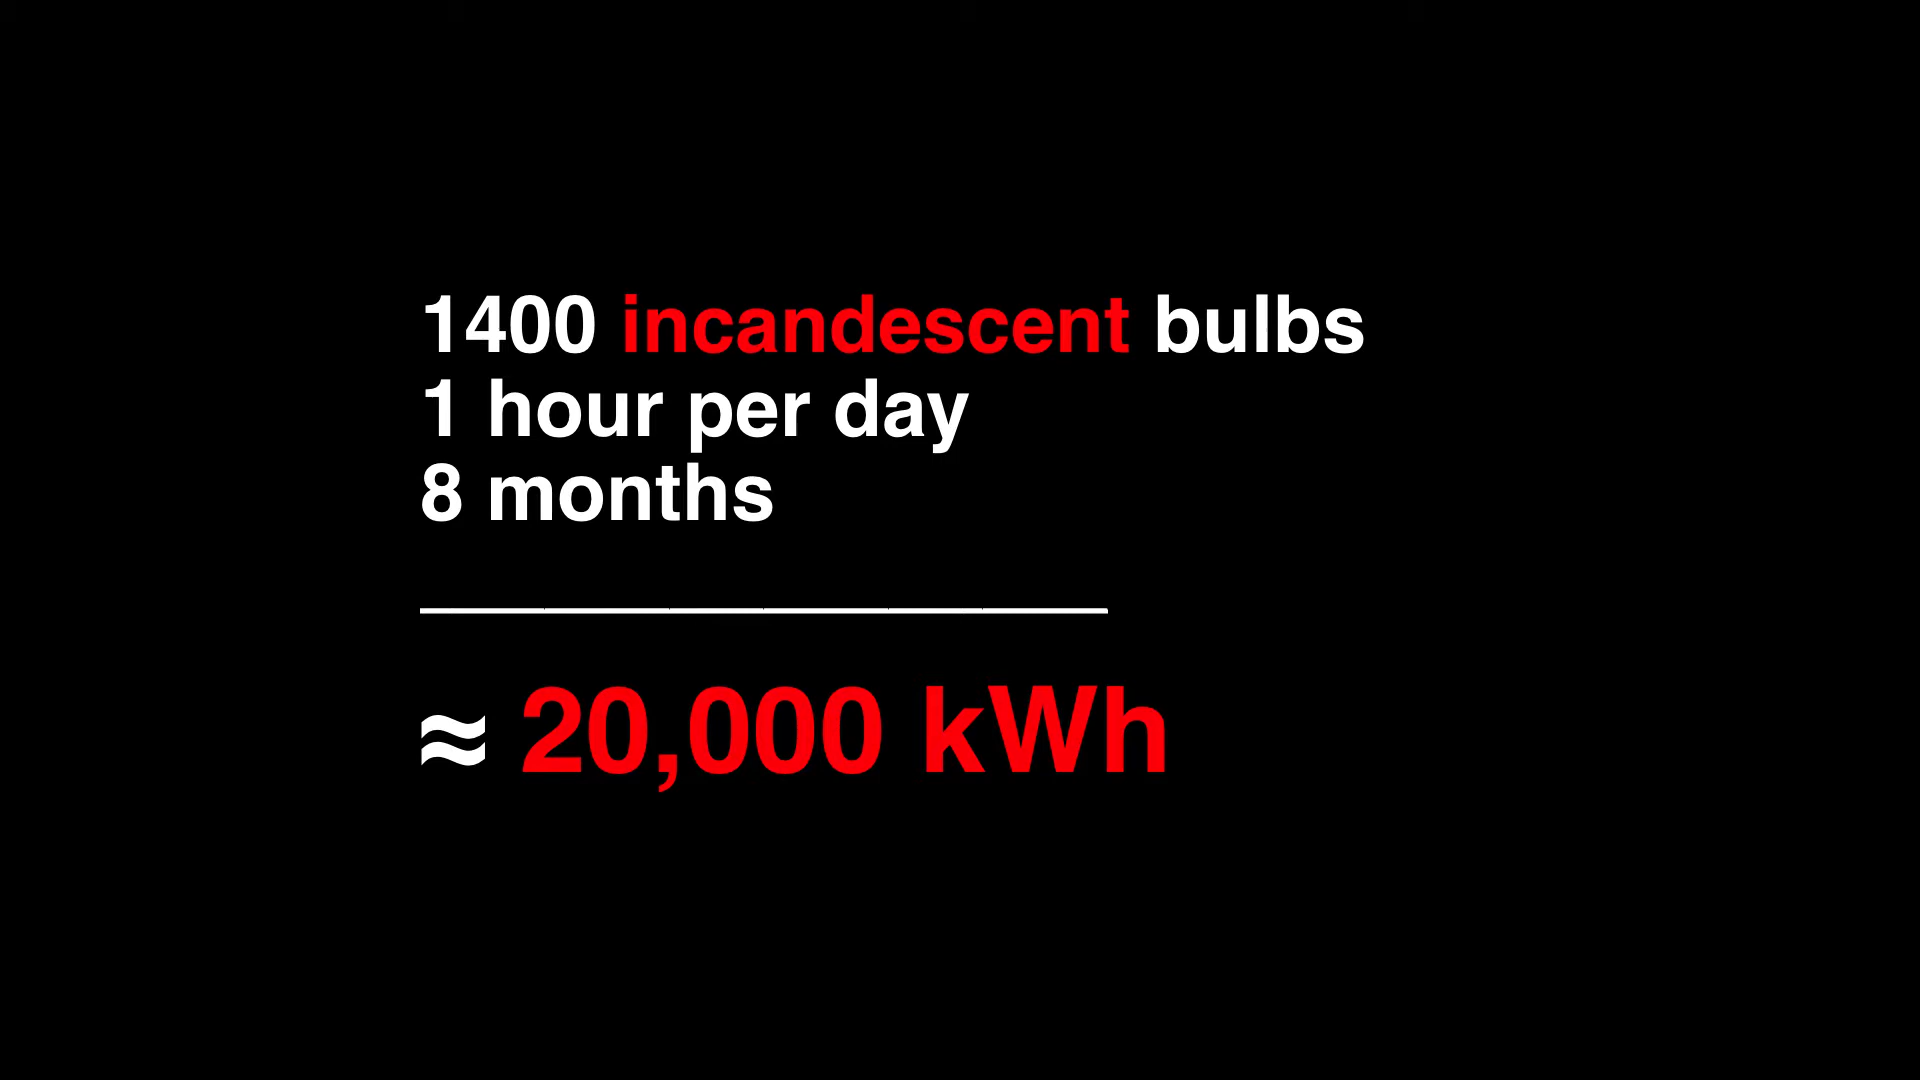 1400 incandescent bulbs
1 hour per day
8 months
≈ 20,000 kWh